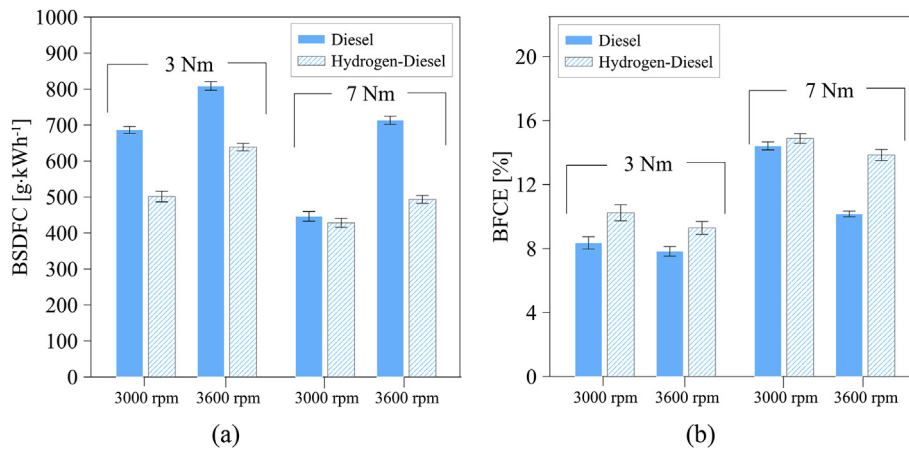 1000
900
800
700
600
500
400
300
200
100
0
BSDFC [g·kWh⁻¹]
Diesel
Hydrogen-Diesel
3 Nm
7 Nm
3000 rpm 3600 rpm 3000 rpm 3600 rpm
(a)
20
16
12
8
4
0
BFCE [%]
Diesel
Hydrogen-Diesel
3 Nm
7 Nm
3000 rpm 3600 rpm 3000 rpm 3600 rpm
(b)